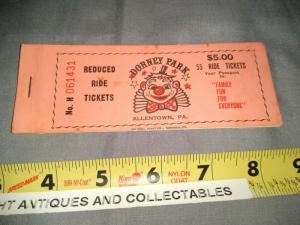 No. H 061431
REDUCED
RIDE
TICKETS
DORNEY PARK
ALLENTOWN, PA.
$5.00
55 RIDE TICKETS
Your Passport
to
"FAMILY
FUN
FOR
EVERYONE"
4 5 6 7 8 9
NYLON
COAT
HT ANTIQUES AND COLLECTABLES